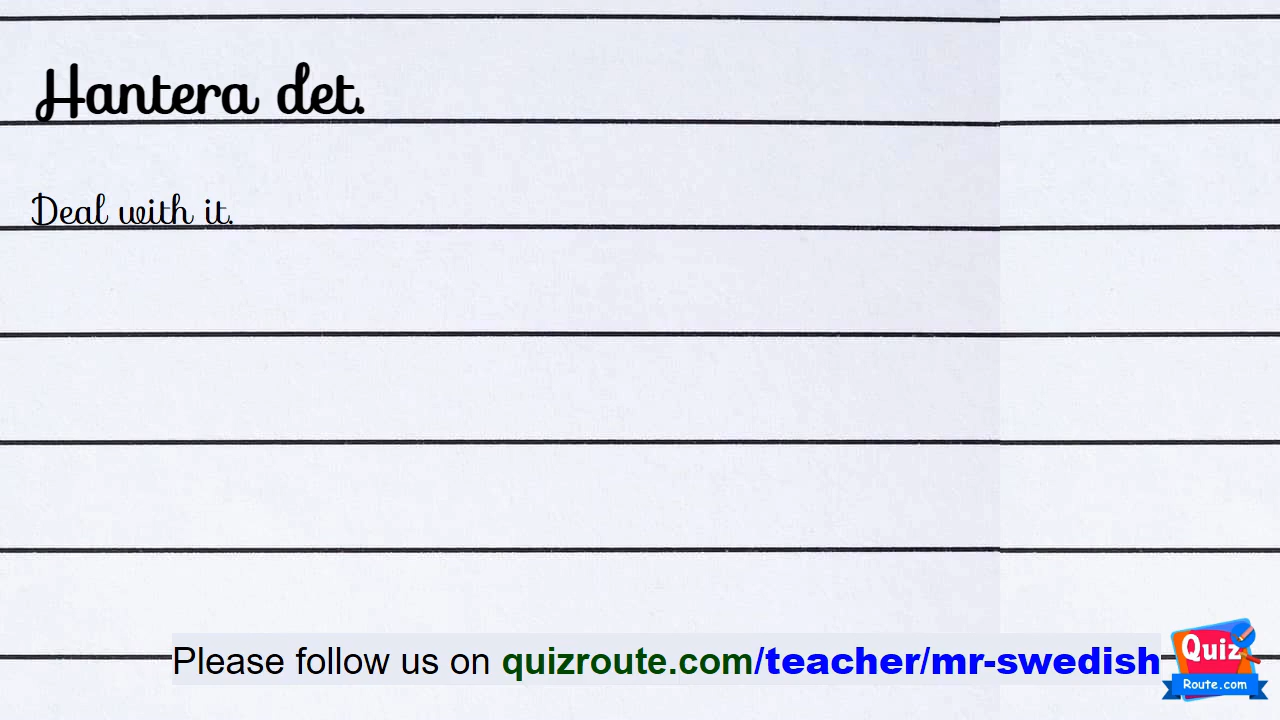 Hantera det.
Deal with it.
Please follow us on quizroute.com/teacher/mr-swedish
Quiz
Route.com